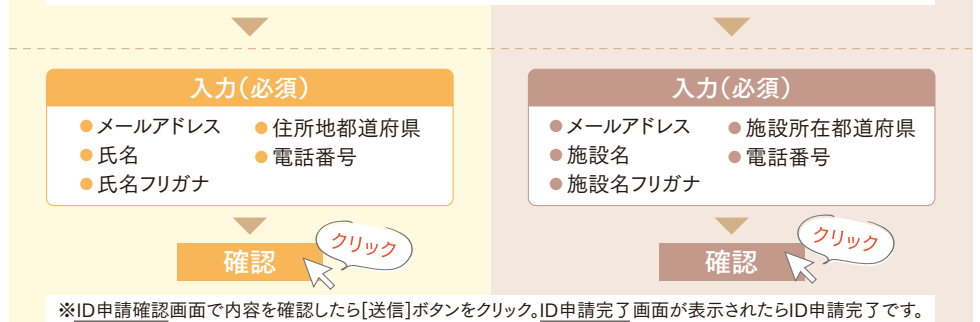 入力(必須)
●メールアドレス ●住所地都道府県
●氏名 ●電話番号
●氏名フリガナ
クリック
確認
入力(必須)
●メールアドレス ●施設所在都道府県
●施設名 ●電話番号
●施設名フリガナ
クリック
確認
※ID申請確認画面で内容を確認したら[送信]ボタンをクリック。ID申請完了画面が表示されたらID申請完了です。